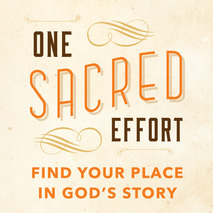 ONE
SACRED
EFFORT
FIND YOUR PLACE
IN GOD'S STORY